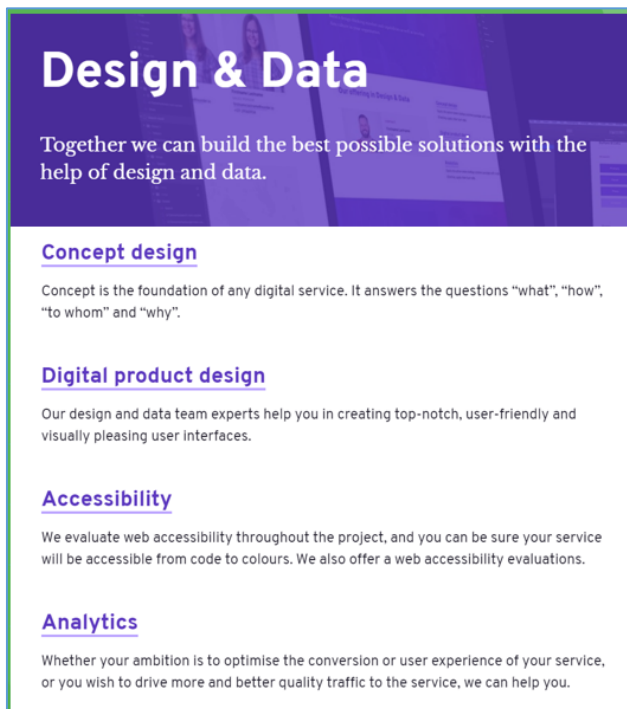 Design & Data
Together we can build the best possible solutions with the
help of design and data.
Concept design
Concept is the foundation of any digital service. It answers the questions “what”, “how”,
“to whom” and “why”.
Digital product design
Our design and data team experts help you in creating top-notch, user-friendly and
visually pleasing user interfaces.
Accessibility
We evaluate web accessibility throughout the project, and you can be sure your service
will be accessible from code to colours. We also offer a web accessibility evaluations.
Analytics
Whether your ambition is to optimise the conversion or user experience of your service,
or you wish to drive more and better quality traffic to the service, we can help you.